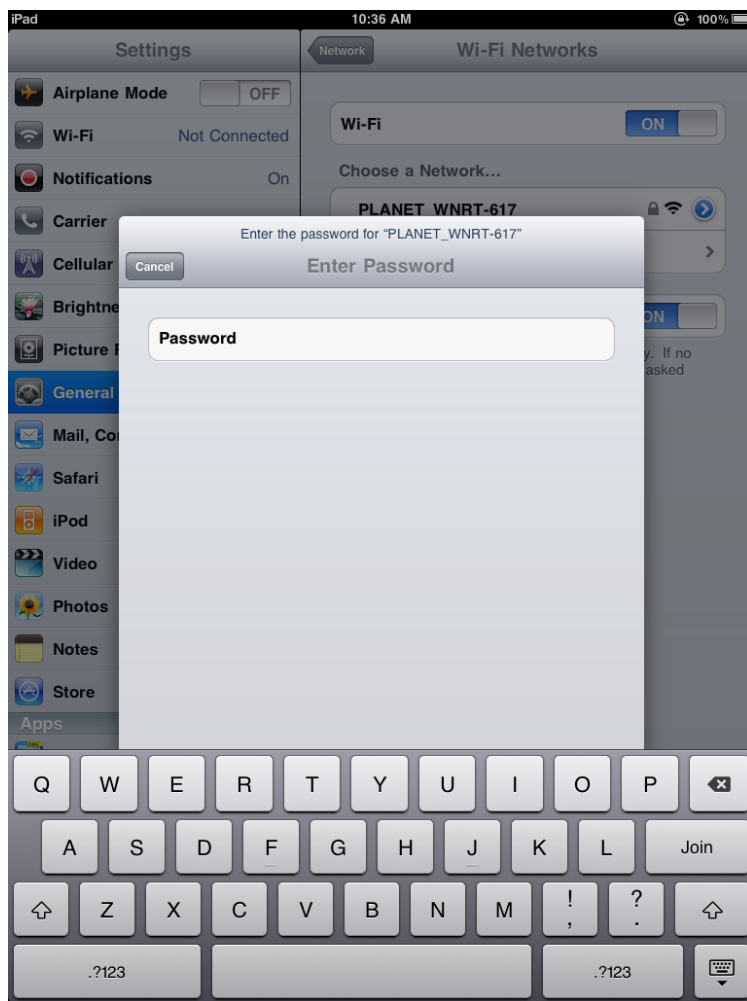 iPad 10:36 AM 100%
Settings
Network Wi-Fi Networks
Airplane Mode OFF
Wi-Fi Not Connected
Notifications On
Carrier
Cellular
Brightne
Picture F
General
Mail, Co
Safari
iPod
Video
Photos
Notes
Store
Apps
Wi-Fi ON
Choose a Network...
PLANET_WNRT-617
ON
y. If no
asked
Enter the password for “PLANET_WNRT-617”
Cancel Enter Password
Password
Q W E R T Y U I O P
A S D F G H J K L Join
Z X C V B N M ! , ? .
.?123 .?123